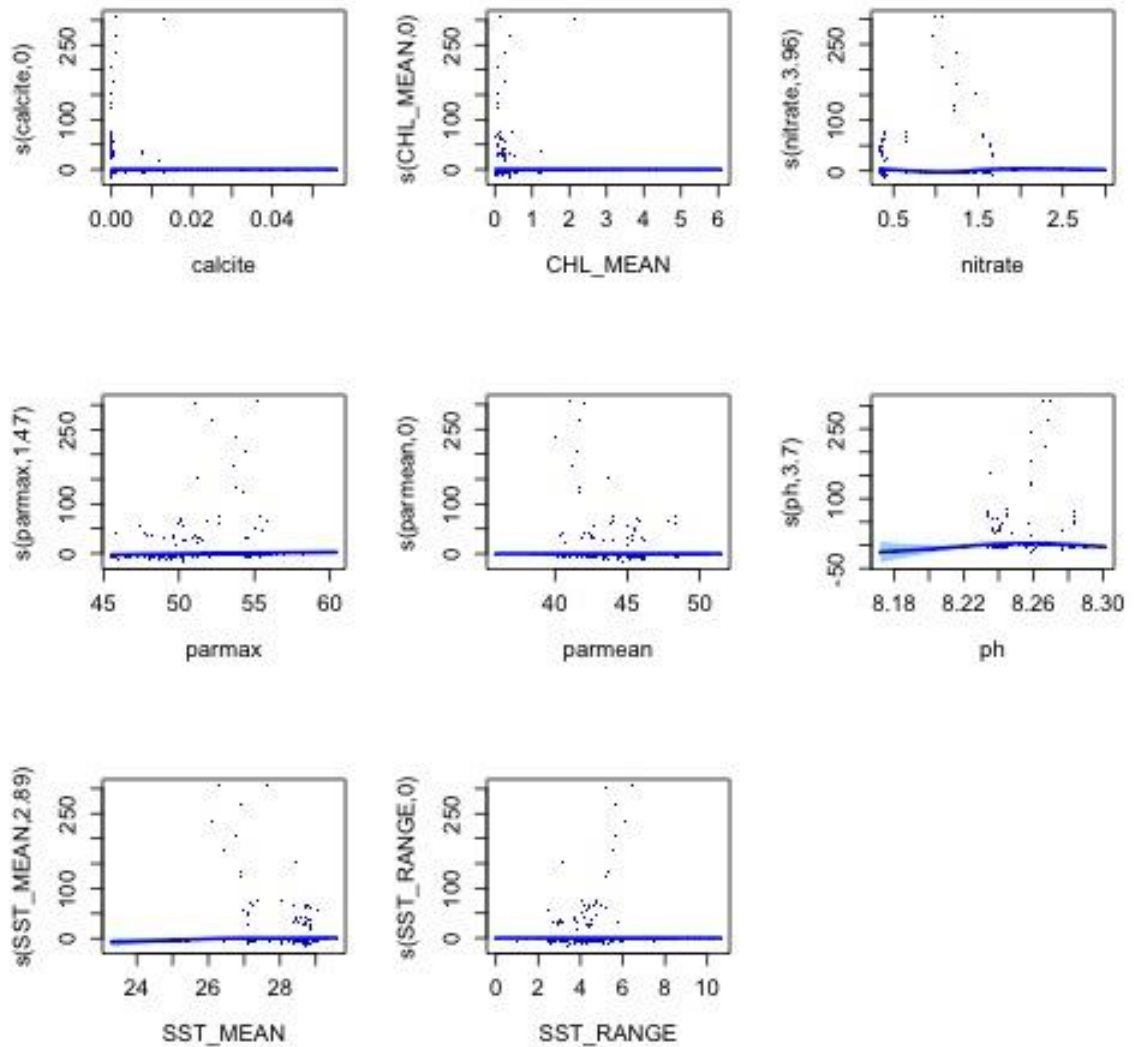 s(calcite,0)
250
100
0
0.00 0.02 0.04
calcite
s(CHL_MEAN,0)
250
100
0
0 1 2 3 4 5 6
CHL_MEAN
s(nitrate,3.96)
250
100
0
0.5 1.5 2.5
nitrate
s(parmax,1.47)
250
100
0
45 50 55 60
parmax
s(parmean,0)
250
100
0
40 45 50
parmean
s(ph,3.7)
250
100
-50
8.18 8.22 8.26 8.30
ph
s(SST_MEAN,2.89)
250
100
0
24 26 28
SST_MEAN
s(SST_RANGE,0)
250
100
0
0 2 4 6 8 10
SST_RANGE